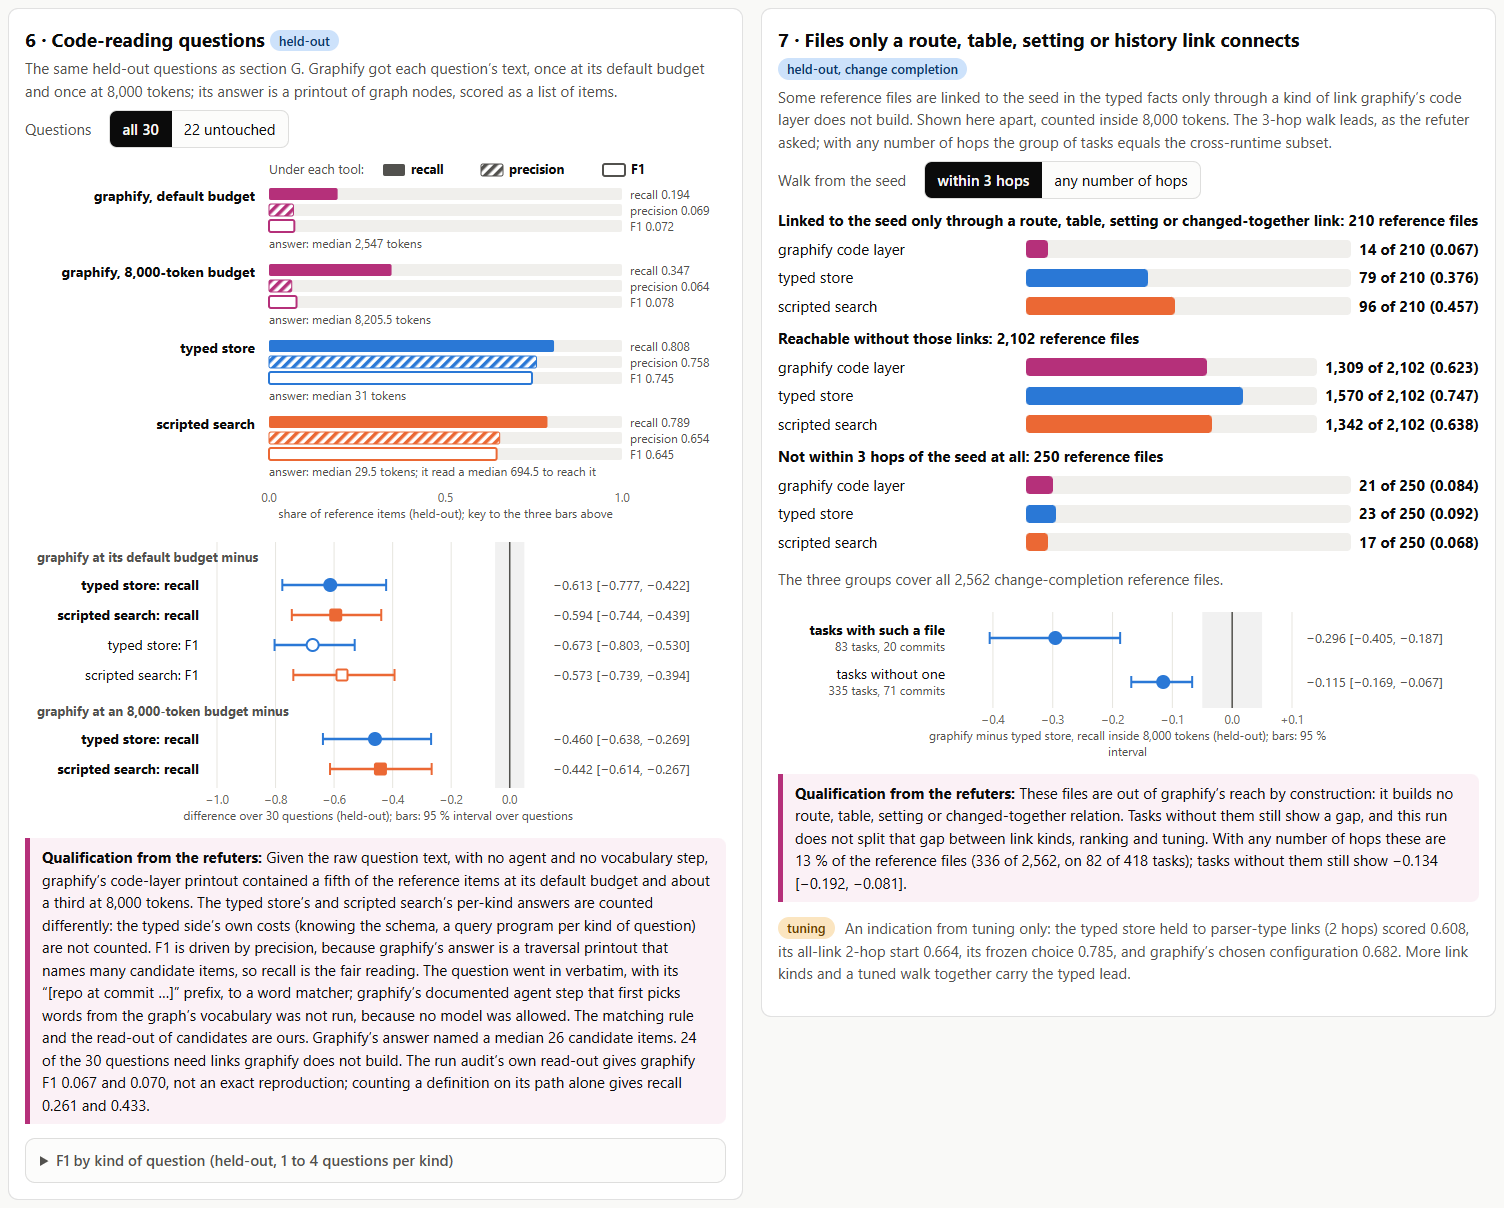 6 · Code-reading questions held-out
The same held-out questions as section G. Graphify got each question's text, once at its default budget
and once at 8,000 tokens; its answer is a printout of graph nodes, scored as a list of items.
Questions all 30 22 untouched
Under each tool: recall precision F1
graphify, default budget
recall 0.194
precision 0.069
F1 0.072
answer: median 2,547 tokens
graphify, 8,000-token budget
recall 0.347
precision 0.064
F1 0.078
answer: median 8,205.5 tokens
typed store
recall 0.808
precision 0.758
F1 0.745
answer: median 31 tokens
scripted search
recall 0.789
precision 0.654
F1 0.645
answer: median 29.5 tokens; it read a median 694.5 to reach it
0.0 0.5 1.0
share of reference items (held-out); key to the three bars above
graphify at its default budget minus
typed store: recall −0.613 [−0.777, −0.422]
scripted search: recall −0.594 [−0.744, −0.439]
typed store: F1 −0.673 [−0.803, −0.530]
scripted search: F1 −0.573 [−0.739, −0.394]
graphify at an 8,000-token budget minus
typed store: recall −0.460 [−0.638, −0.269]
scripted search: recall −0.442 [−0.614, −0.267]
−1.0 −0.8 −0.6 −0.4 −0.2 0.0
difference over 30 questions (held-out); bars: 95 % interval over questions
Qualification from the refuters: Given the raw question text, with no agent and no vocabulary step,
graphify's code-layer printout contained a fifth of the reference items at its default budget and about
a third at 8,000 tokens. The typed store's and scripted search's per-kind answers are counted
differently: the typed side's own costs (knowing the schema, a query program per kind of question)
are not counted. F1 is driven by precision, because graphify's answer is a traversal printout that
names many candidate items, so recall is the fair reading. The question went in verbatim, with its
“[repo at commit ...]” prefix, to a word matcher; graphify's documented agent step that first picks
words from the graph's vocabulary was not run, because no model was allowed. The matching rule
and the read-out of candidates are ours. Graphify's answer named a median 26 candidate items. 24
of the 30 questions need links graphify does not build. The run audit's own read-out gives graphify
F1 0.067 and 0.070, not an exact reproduction; counting a definition on its path alone gives recall
0.261 and 0.433.
▶ F1 by kind of question (held-out, 1 to 4 questions per kind)
7 · Files only a route, table, setting or history link connects
held-out, change completion
Some reference files are linked to the seed in the typed facts only through a kind of link graphify's code
layer does not build. Shown here apart, counted inside 8,000 tokens. The 3-hop walk leads, as the refuter
asked; with any number of hops the group of tasks equals the cross-runtime subset.
Walk from the seed within 3 hops any number of hops
Linked to the seed only through a route, table, setting or changed-together link: 210 reference files
graphify code layer 14 of 210 (0.067)
typed store 79 of 210 (0.376)
scripted search 96 of 210 (0.457)
Reachable without those links: 2,102 reference files
graphify code layer 1,309 of 2,102 (0.623)
typed store 1,570 of 2,102 (0.747)
scripted search 1,342 of 2,102 (0.638)
Not within 3 hops of the seed at all: 250 reference files
graphify code layer 21 of 250 (0.084)
typed store 23 of 250 (0.092)
scripted search 17 of 250 (0.068)
The three groups cover all 2,562 change-completion reference files.
tasks with such a file −0.296 [−0.405, −0.187]
83 tasks, 20 commits
tasks without one −0.115 [−0.169, −0.067]
335 tasks, 71 commits
−0.4 −0.3 −0.2 −0.1 0.0 +0.1
graphify minus typed store, recall inside 8,000 tokens (held-out); bars: 95 %
interval
Qualification from the refuters: These files are out of graphify's reach by construction: it builds no
route, table, setting or changed-together relation. Tasks without them still show a gap, and this run
does not split that gap between link kinds, ranking and tuning. With any number of hops these are
13 % of the reference files (336 of 2,562, on 82 of 418 tasks); tasks without them still show −0.134
[−0.192, −0.081].
tuning An indication from tuning only: the typed store held to parser-type links (2 hops) scored 0.608,
its all-link 2-hop start 0.664, its frozen choice 0.785, and graphify's chosen configuration 0.682. More link
kinds and a tuned walk together carry the typed lead.